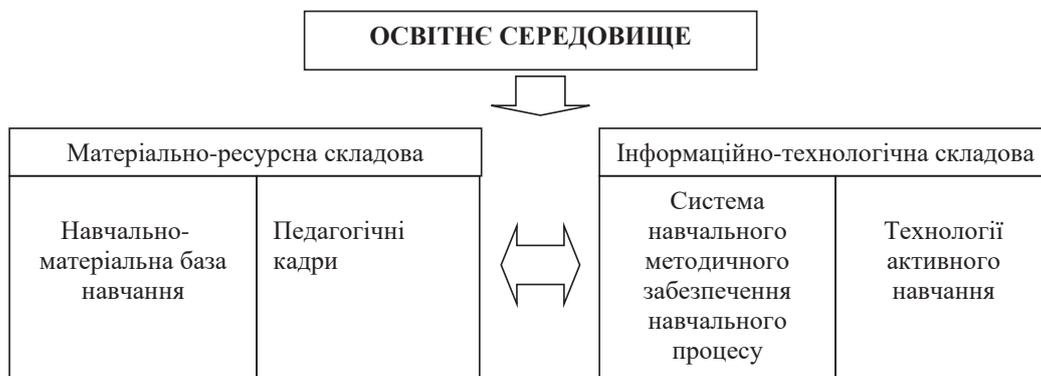 ОСВІТНЄ СЕРЕДОВИЩЕ
Матеріально-ресурсна складова
Навчально-
матеріальна база
навчання
Педагогічні
кадри
Інформаційно-технологічна складова
Система
навчального
методичного
забезпечення
навчального
процесу
Технології
активного
навчання